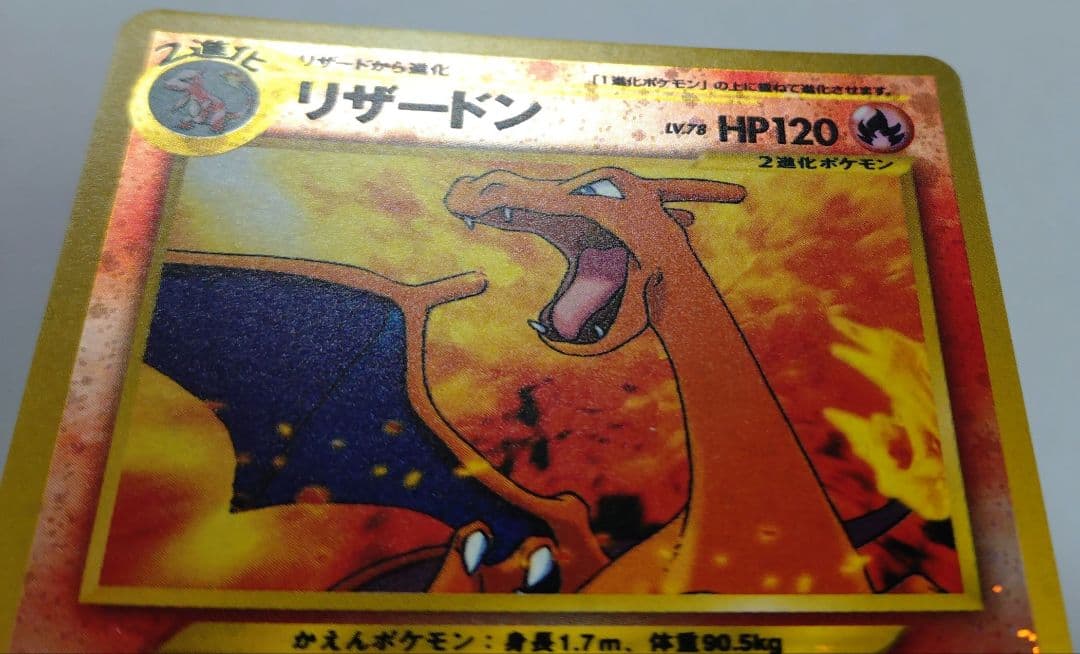 2進化
リザードから進化
「1進化ポケモン」の上に重ねて進化させます。
リザードン
LV.78 HP120
2進化ポケモン
かえんポケモン：身長1.7m、体重90.5kg